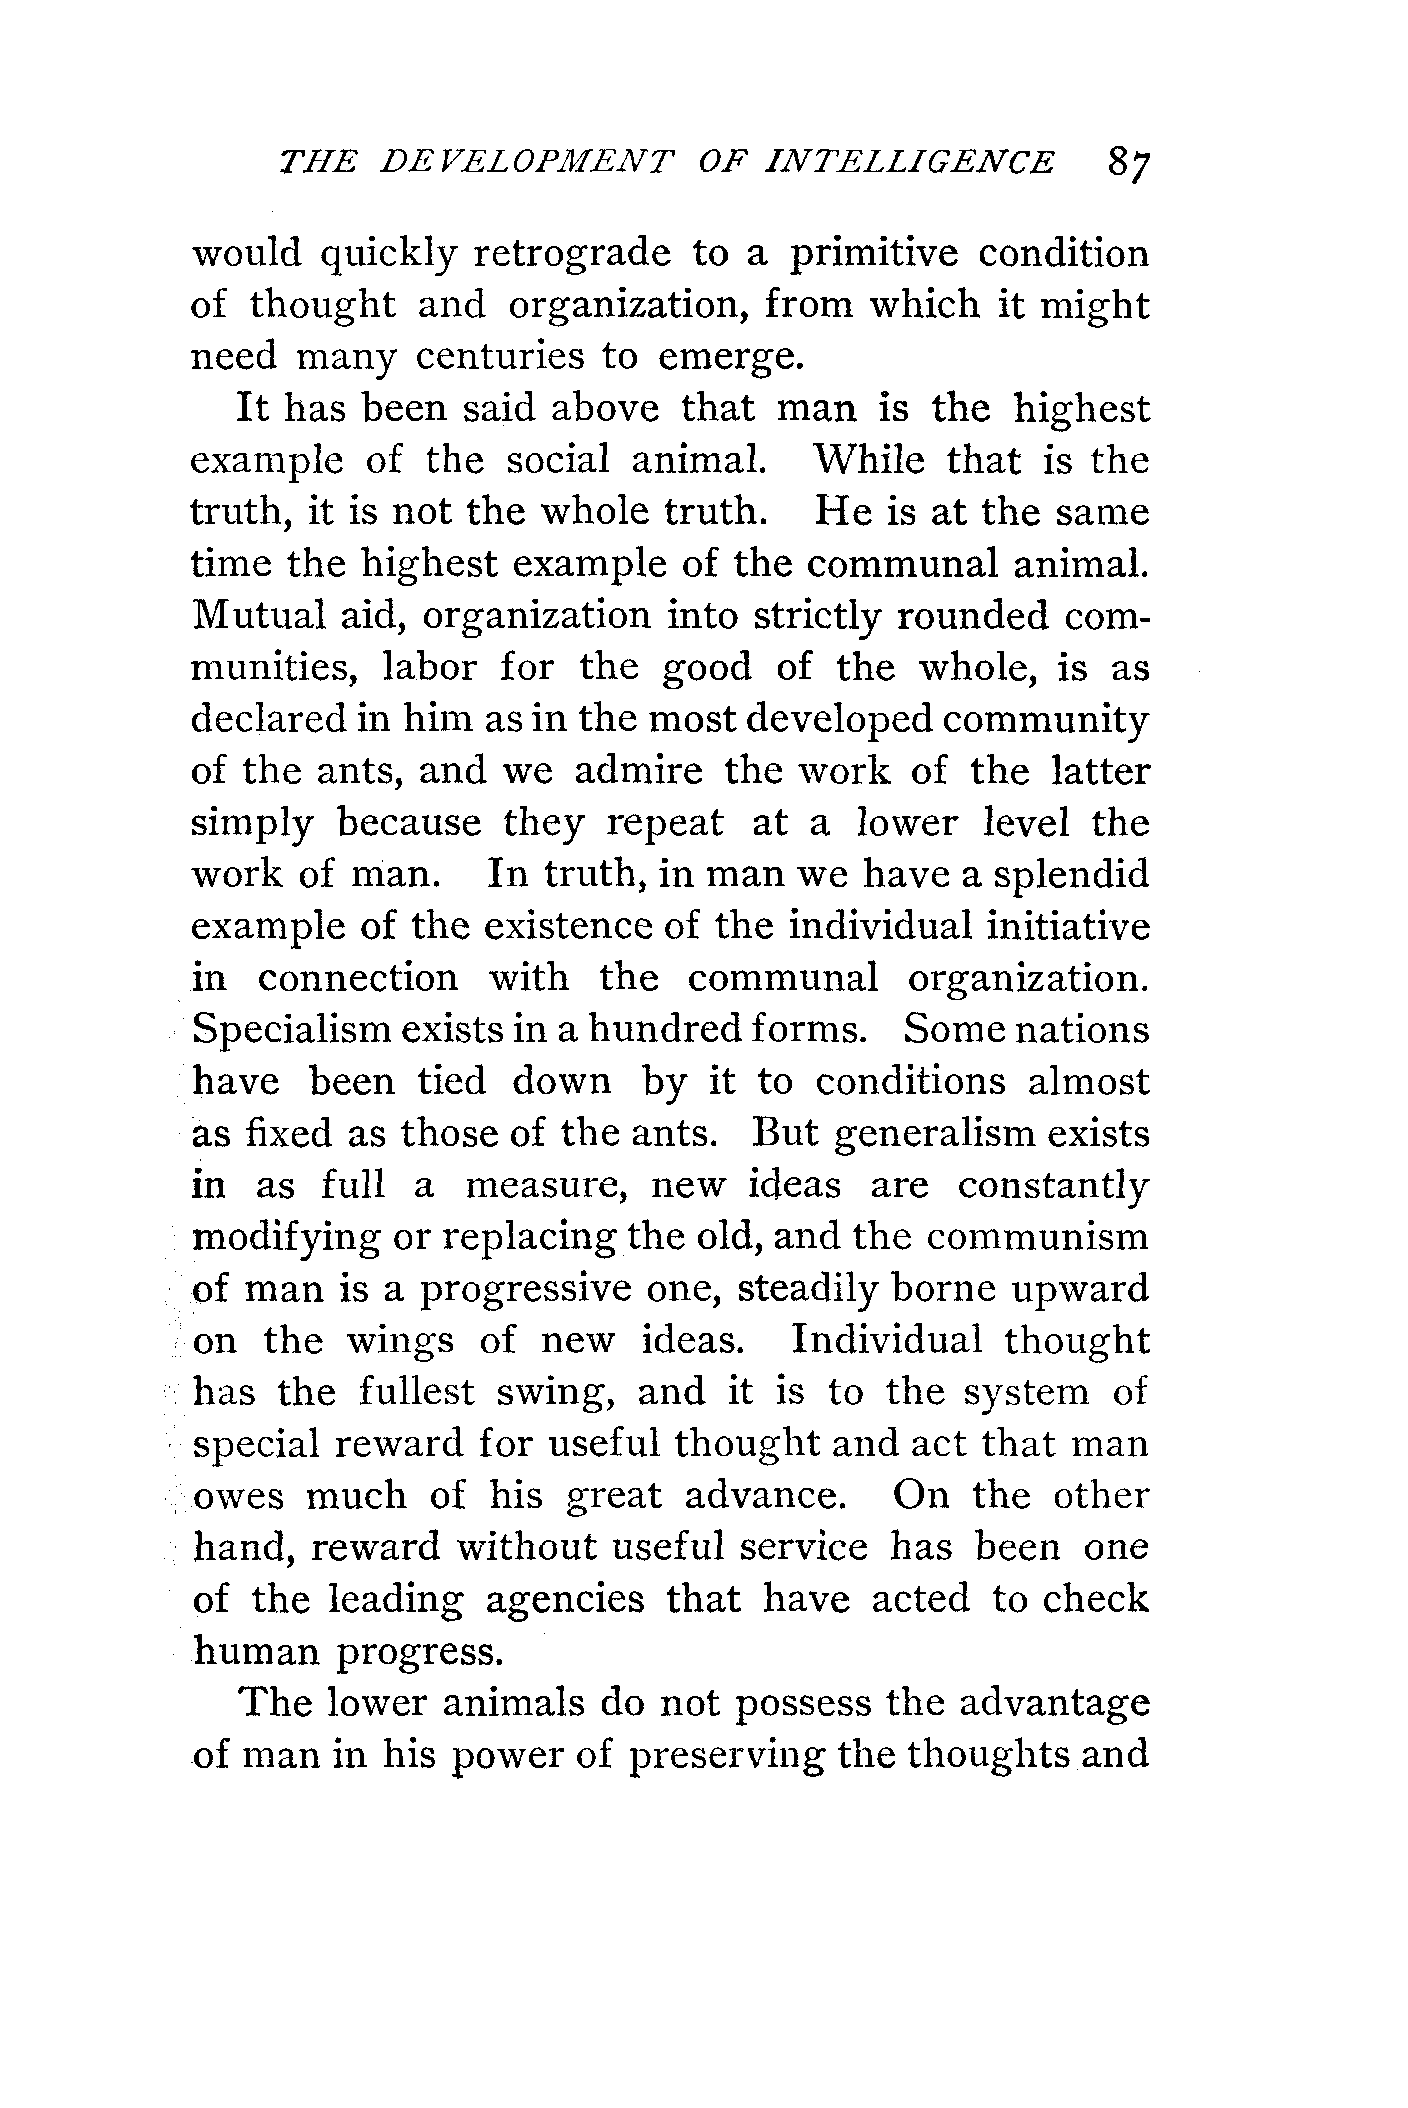 THE DEVELOPMENT OF INTELLIGENCE 87
would quickly retrograde to a primitive condition
of thought and organization, from which it might
need many centuries to emerge.
It has been said above that man is the highest
example of the social animal. While that is the
truth, it is not the whole truth. He is at the same
time the highest example of the communal animal.
Mutual aid, organization into strictly rounded com-
munities, labor for the good of the whole, is as
declared in him as in the most developed community
of the ants, and we admire the work of the latter
simply because they repeat at a lower level the
work of man. In truth, in man we have a splendid
example of the existence of the individual initiative
in connection with the communal organization.
Specialism exists in a hundred forms. Some nations
have been tied down by it to conditions almost
as fixed as those of the ants. But generalism exists
in as full a measure, new ideas are constantly
modifying or replacing the old, and the communism
of man is a progressive one, steadily borne upward
on the wings of new ideas. Individual thought
has the fullest swing, and it is to the system of
special reward for useful thought and act that man
owes much of his great advance. On the other
hand, reward without useful service has been one
of the leading agencies that have acted to check
human progress.
The lower animals do not possess the advantage
of man in his power of preserving the thoughts and